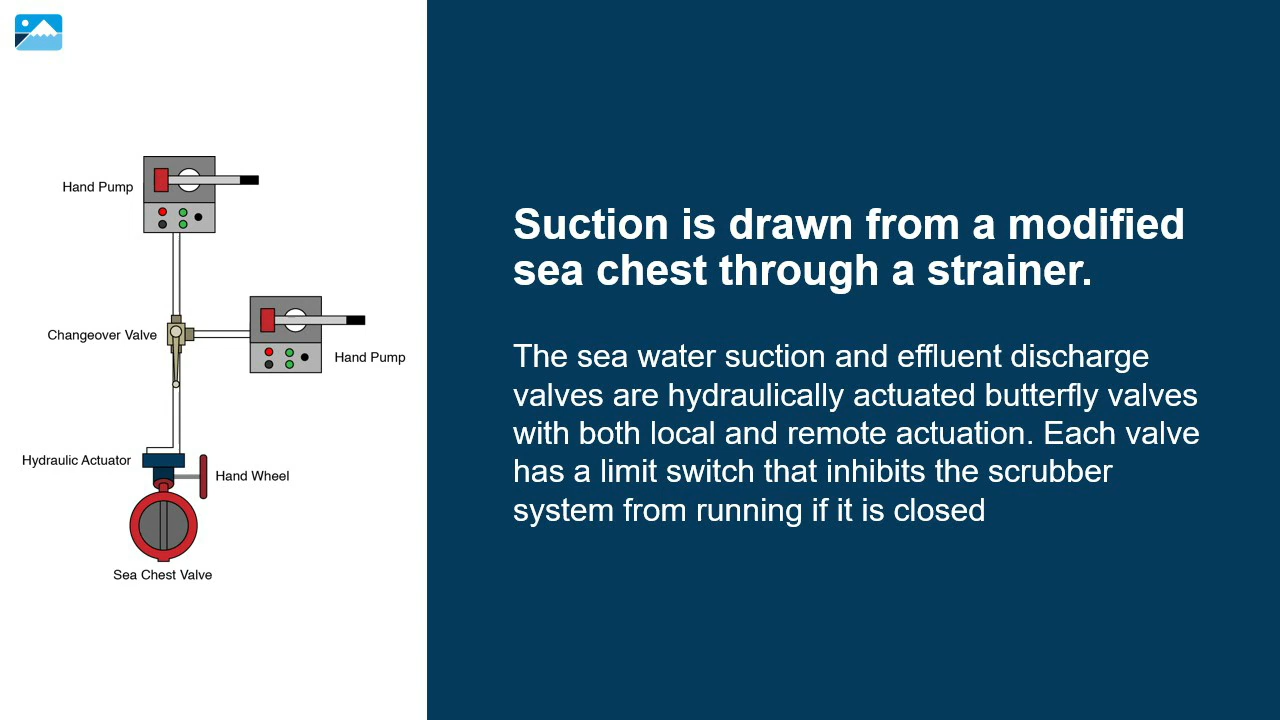 Hand Pump
Changeover Valve
Hand Pump
Hydraulic Actuator
Hand Wheel
Sea Chest Valve
Suction is drawn from a modified
sea chest through a strainer.
The sea water suction and effluent discharge
valves are hydraulically actuated butterfly valves
with both local and remote actuation. Each valve
has a limit switch that inhibits the scrubber
system from running if it is closed